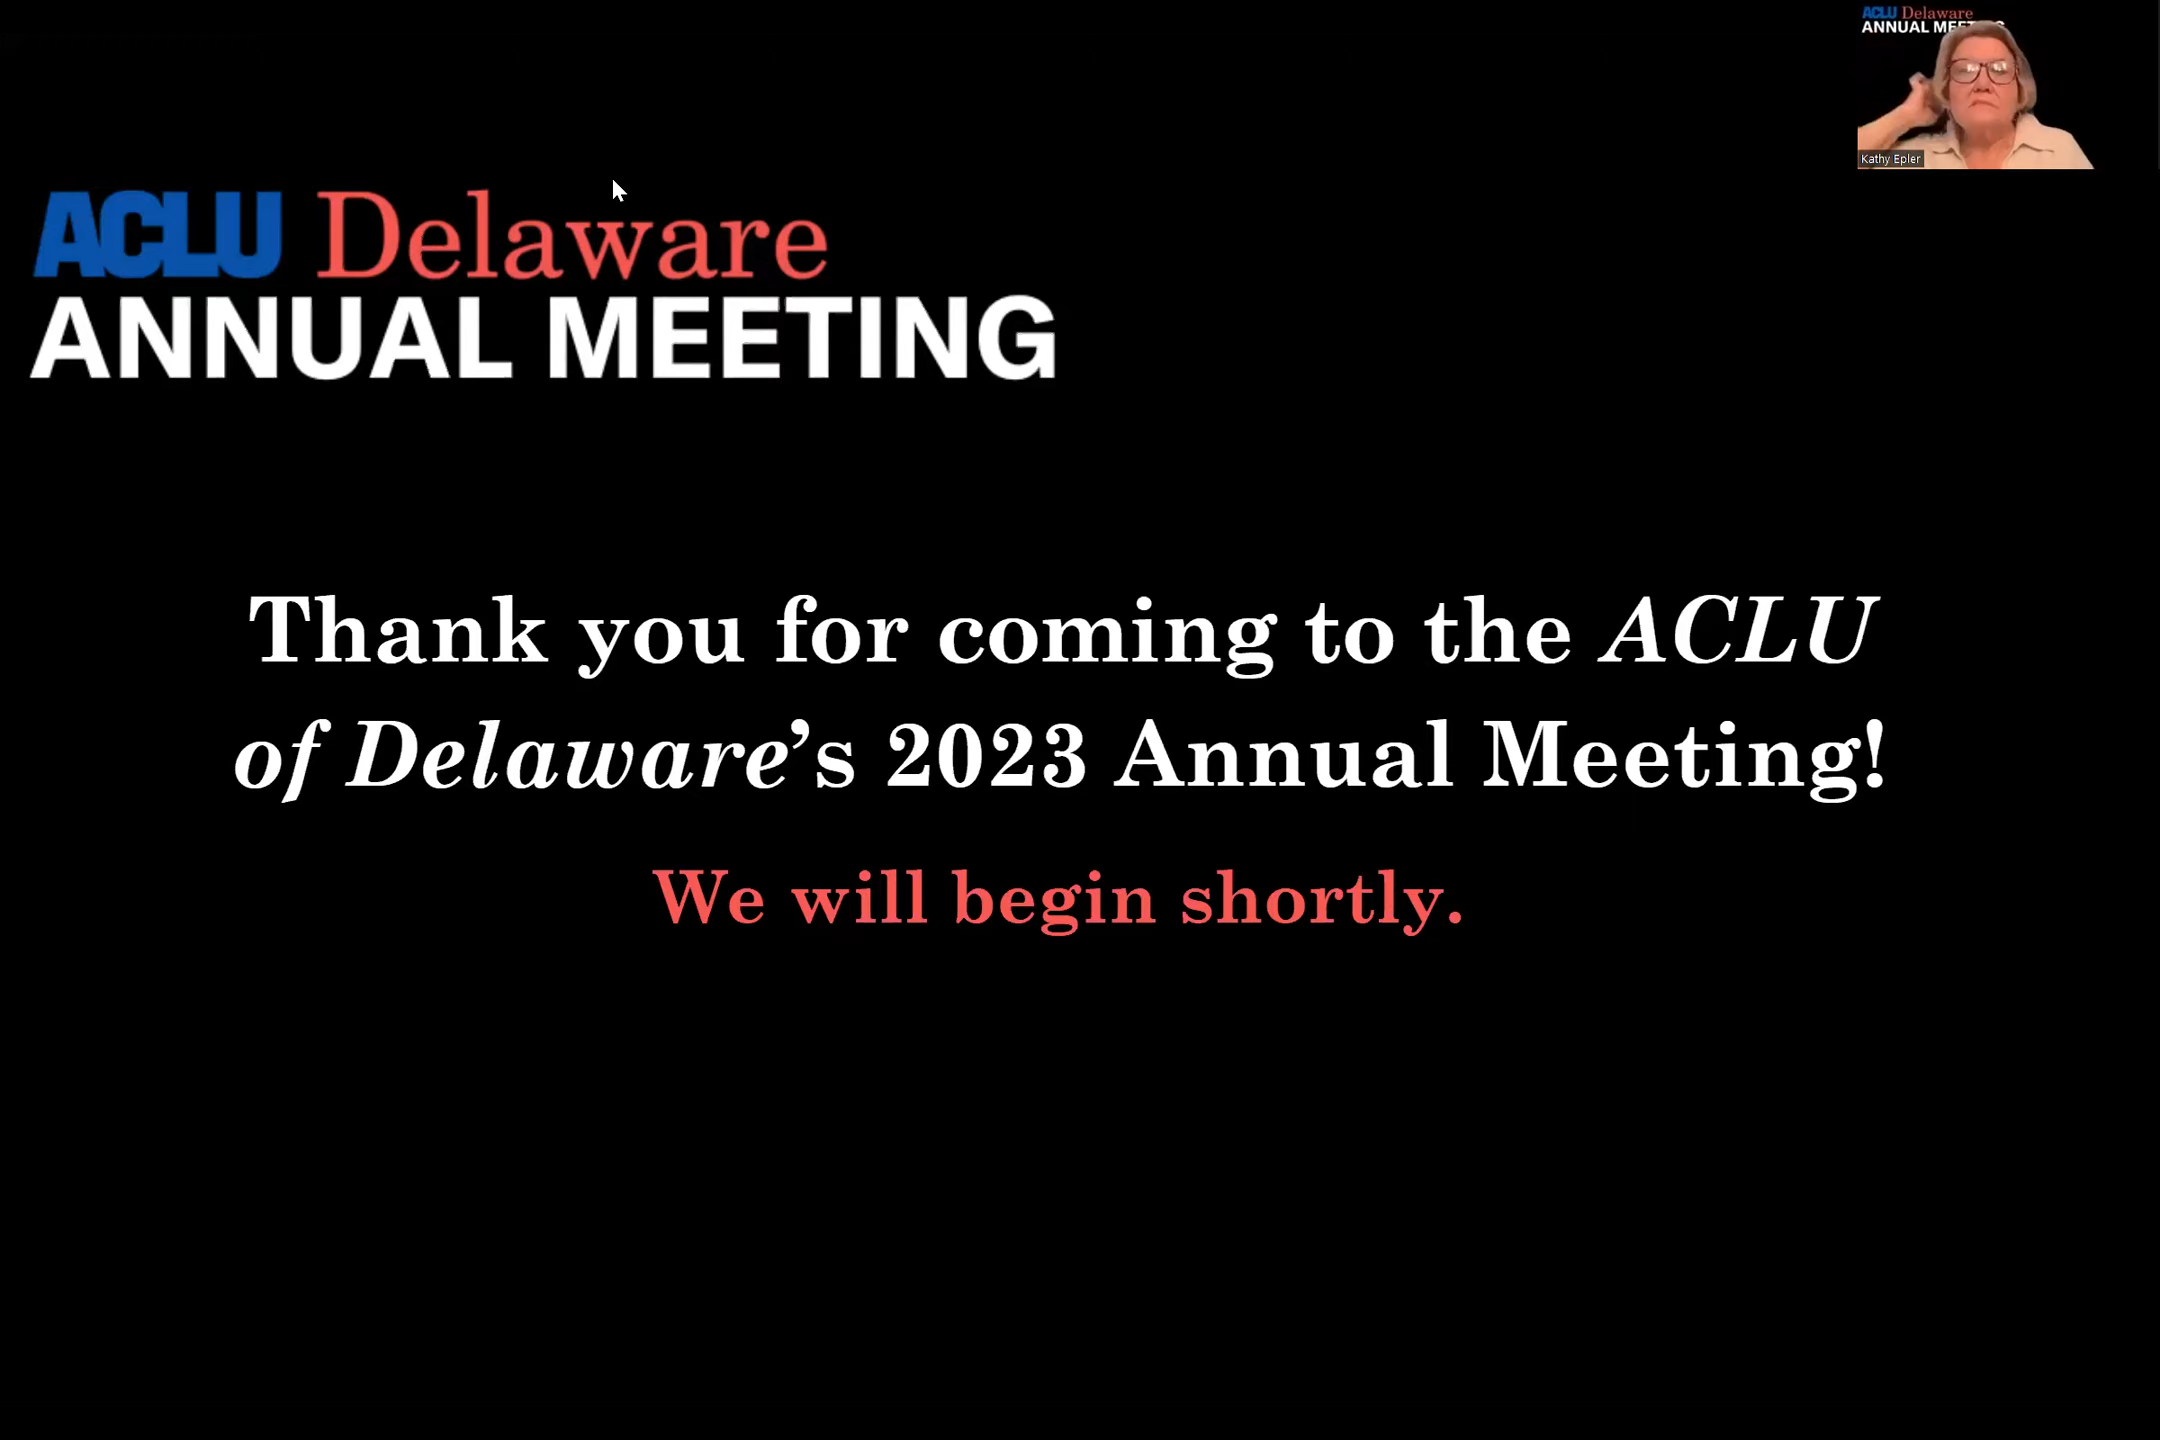 ACLU Delaware
ANNUAL MEETING
ACLU Delaware
ANNUAL
Kathy Epler
Thank you for coming to the ACLU
of Delaware’s 2023 Annual Meeting!
We will begin shortly.